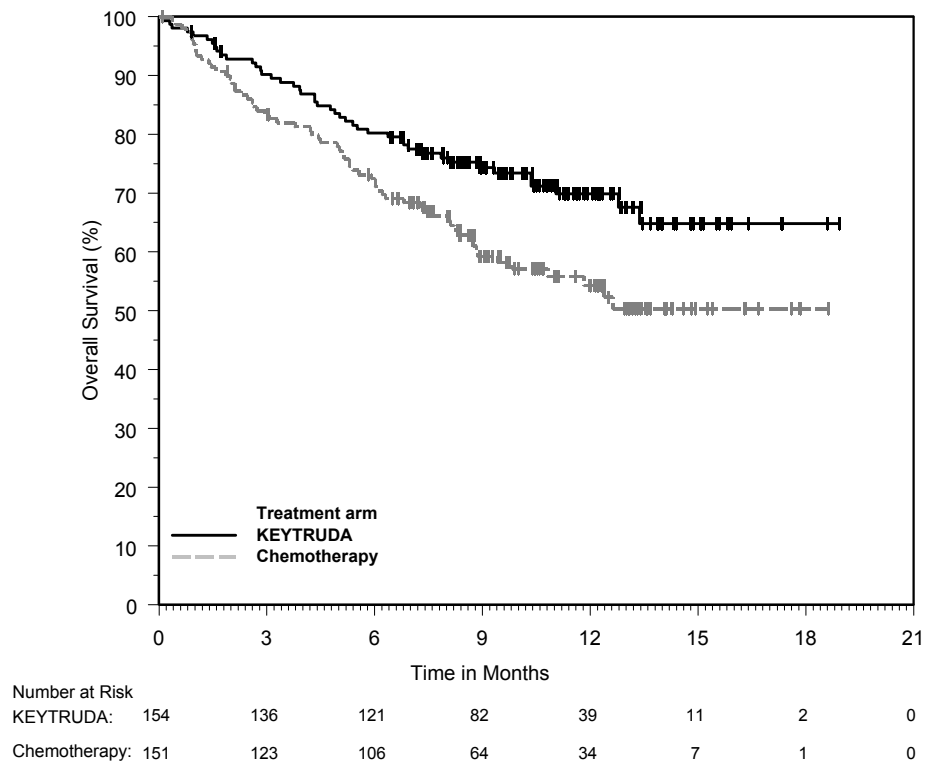 100
90
80
70
60
50
40
30
20
10
0
Overall Survival (%)
Treatment arm
KEYTRUDA
Chemotherapy
0 3 6 9 12 15 18 21
Time in Months
Number at Risk
KEYTRUDA: 154 136 121 82 39 11 2 0
Chemotherapy: 151 123 106 64 34 7 1 0